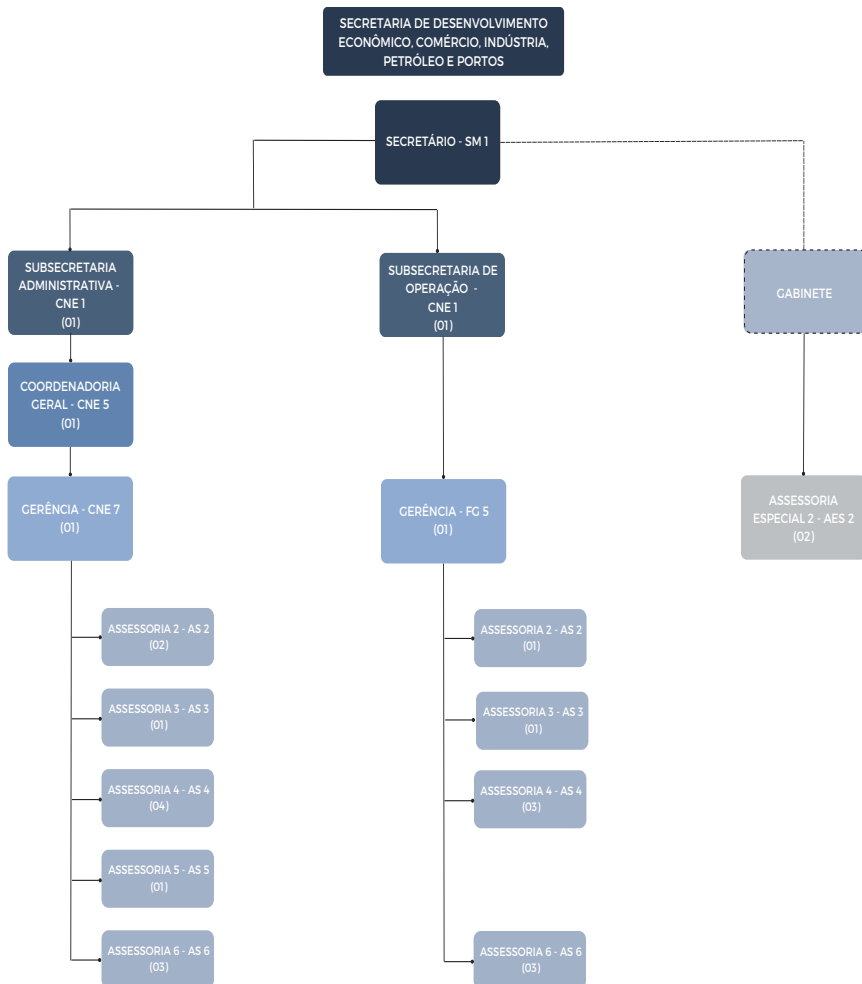 SECRETARIA DE DESENVOLVIMENTO
ECONÔMICO, COMÉRCIO, INDÚSTRIA,
PETRÓLEO E PORTOS
SECRETÁRIO - SM 1
SUBSECRETARIA
ADMINISTRATIVA -
CNE 1
(01)
SUBSECRETARIA DE
OPERAÇÃO -
CNE 1
(01)
GABINETE
COORDENADORIA
GERAL - CNE 5
(01)
GERÊNCIA - CNE 7
(01)
GERÊNCIA - FG 5
(01)
ASSESSORIA
ESPECIAL 2 - AES 2
(02)
ASSESSORIA 2 - AS 2
(02)
ASSESSORIA 3 - AS 3
(01)
ASSESSORIA 4 - AS 4
(04)
ASSESSORIA 5 - AS 5
(01)
ASSESSORIA 6 - AS 6
(03)
ASSESSORIA 2 - AS 2
(01)
ASSESSORIA 3 - AS 3
(01)
ASSESSORIA 4 - AS 4
(03)
ASSESSORIA 6 - AS 6
(03)